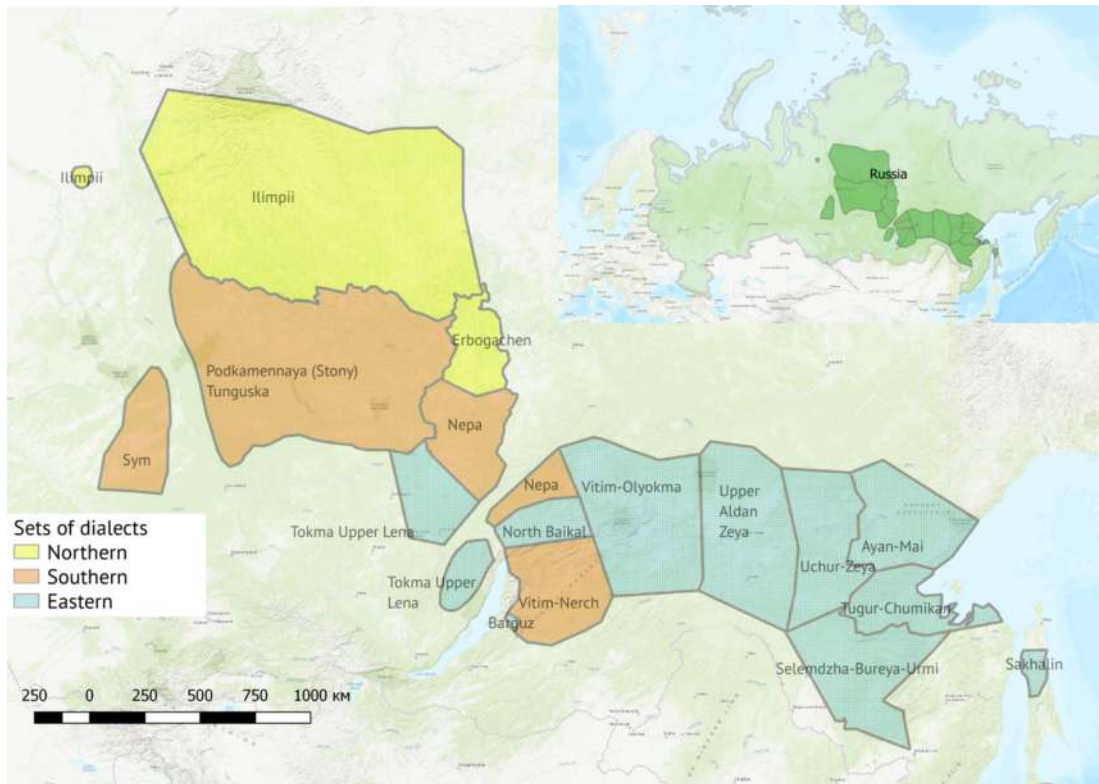 Russia
Ilimpii
Ilimpii
Erbogachen
Podkamennaya (Stony)
Tunguska
Nepa
Sym
Nepa
Vitim-Olyokma
Upper
Aldan
Zeya
Tokma Upper Lena
North Baikal
Ayan-Mai
Uchur-Zeya
Tokma Upper
Lena
Vitim-Nerch
Barguz
Tugur-Chumikan
Selemdzha-Bureya-Urmi
Sakhalin
Sets of dialects
Northern
Southern
Eastern
250 0 250 500 750 1000 км